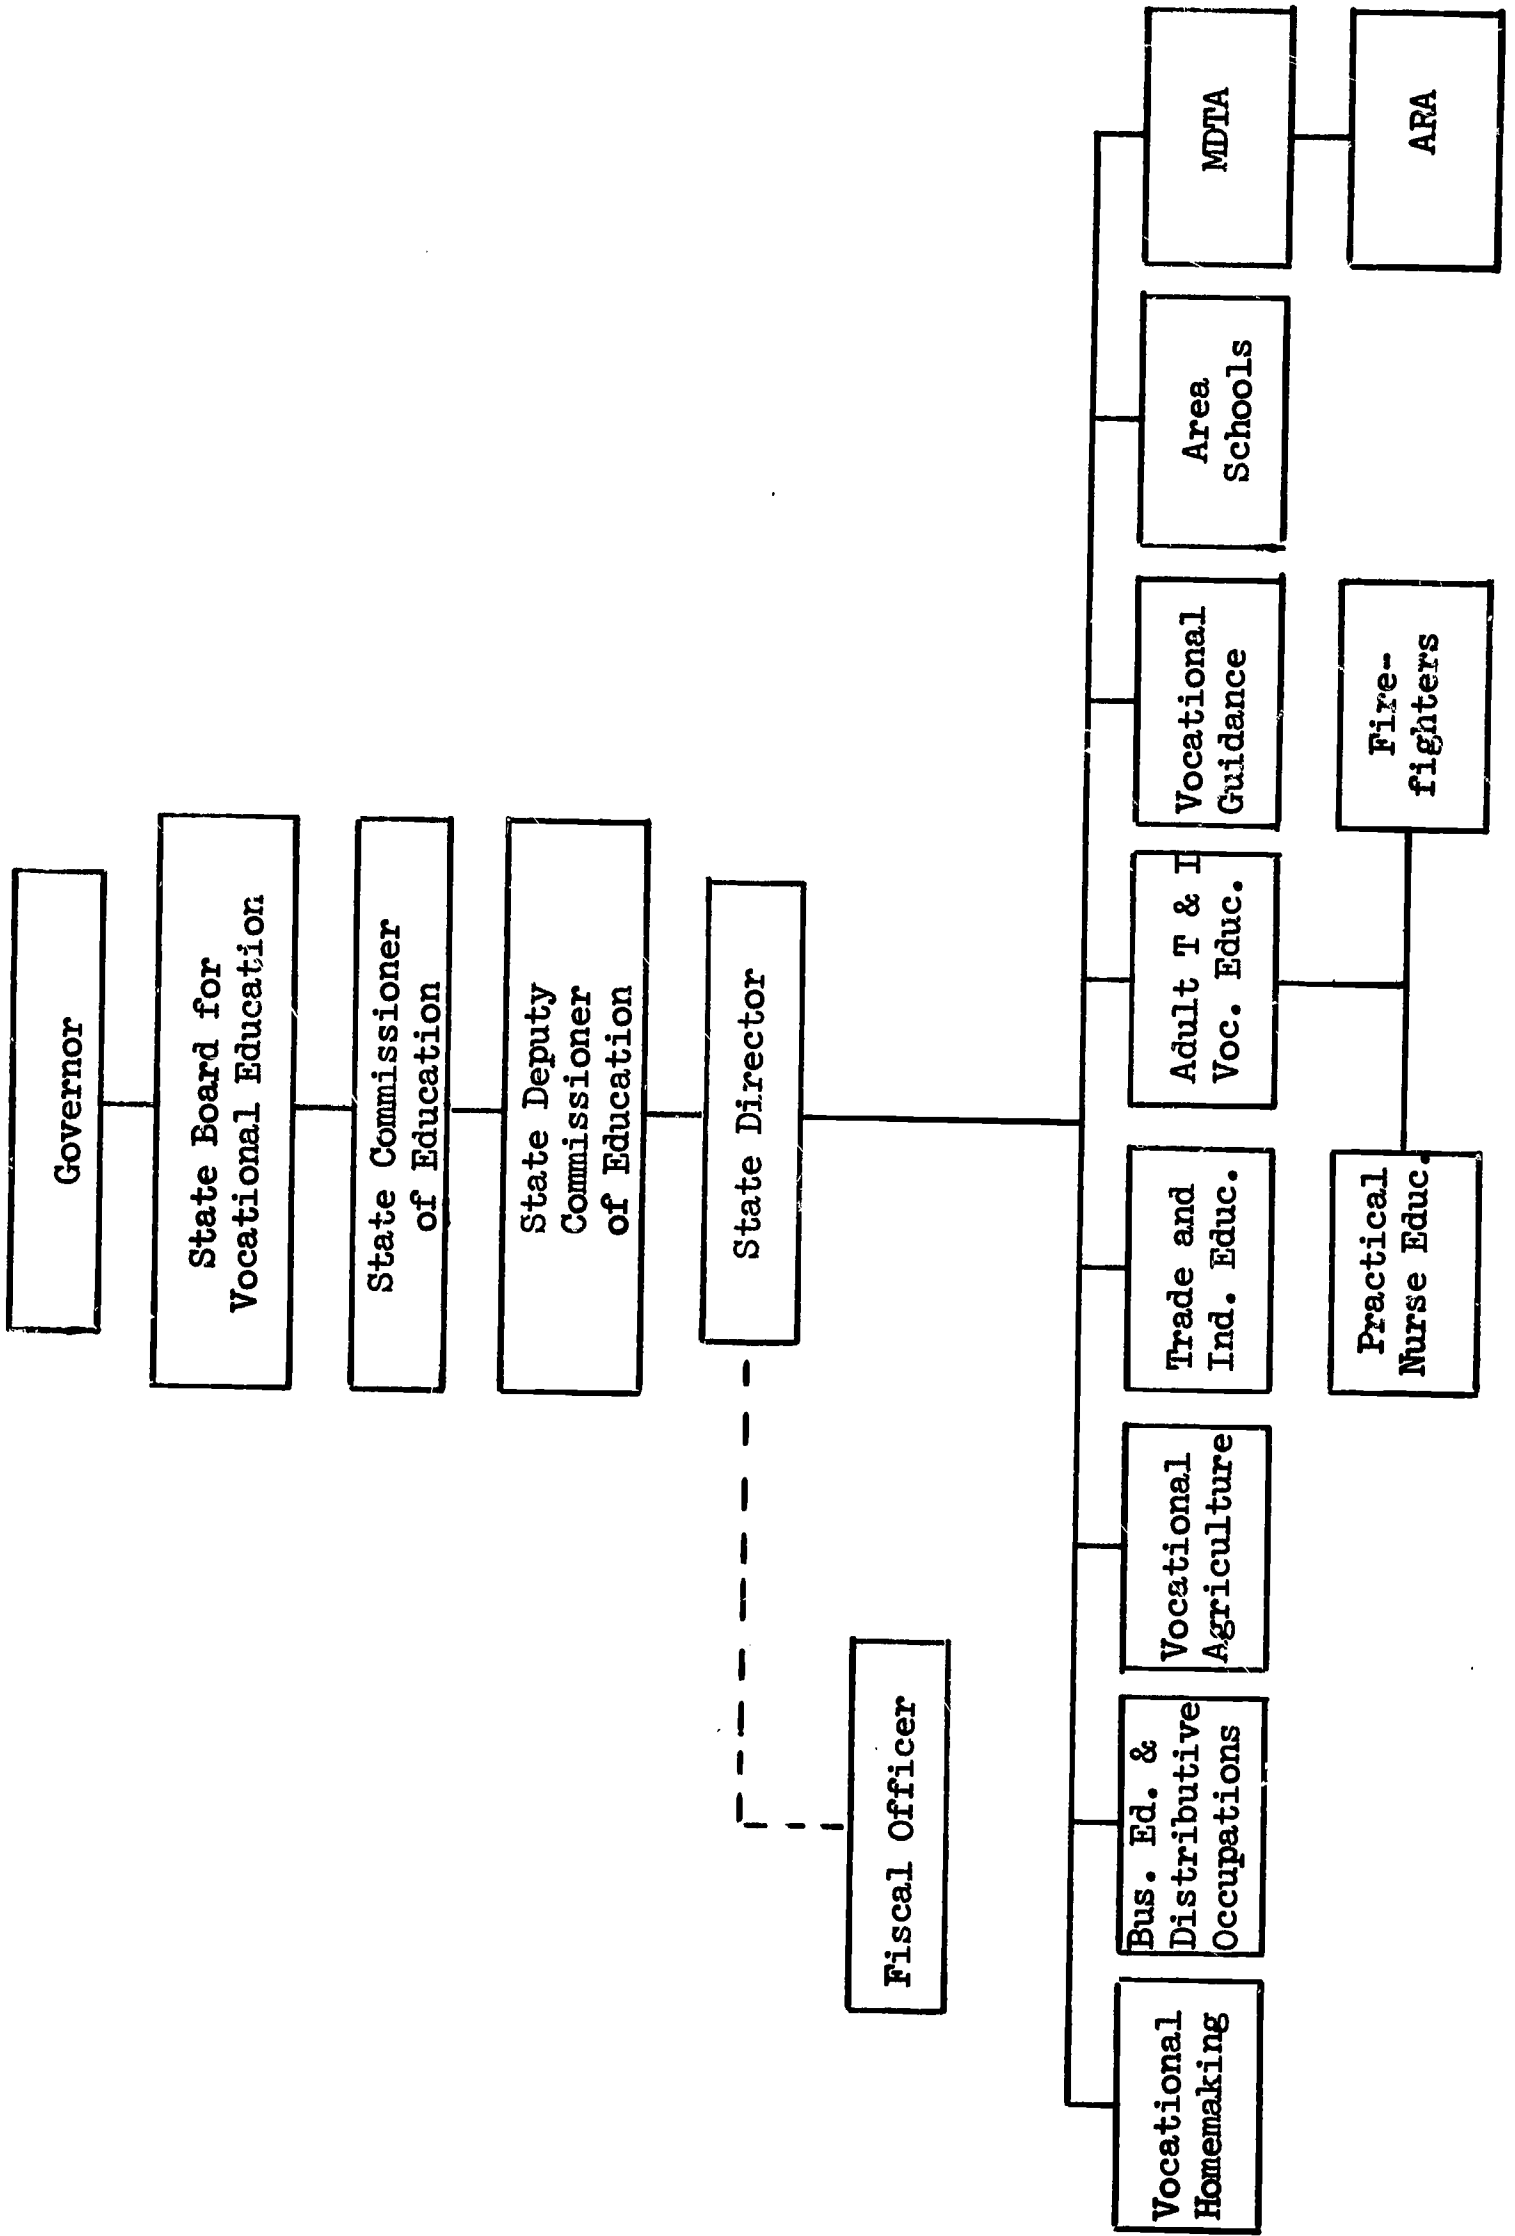 Governor
State Board for
Vocational Education
State Commissioner
of Education
State Deputy
Commissioner
of Education
State Director
Fiscal Officer
Vocational
Homemaking
Bus. Ed. &
Distributive
Occupations
Vocational
Agriculture
Trade and
Ind. Educ.
Adult T & I
Voc. Educ.
Vocational
Guidance
Area
Schools
MDTA
Practical
Nurse Educ.
Fire-
fighters
ARA